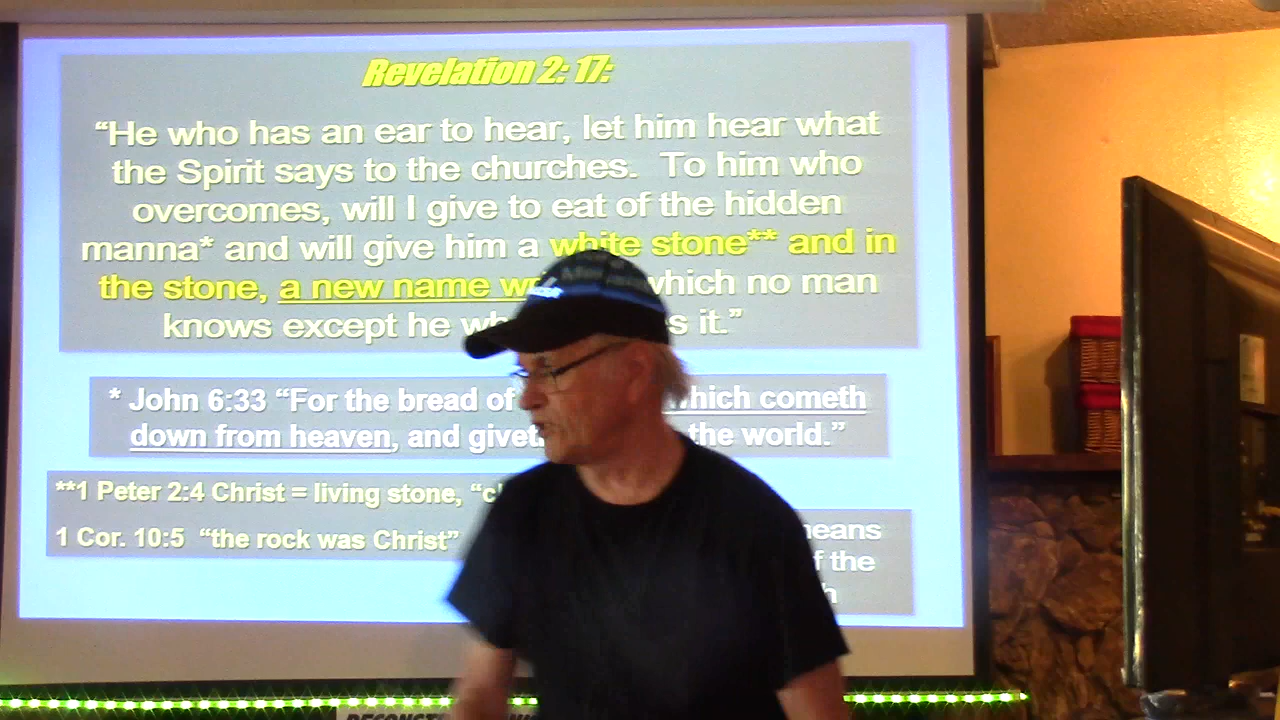 Revelation 2: 17:
“He who has an ear to hear, let him hear what
the Spirit says to the churches. To him who
overcomes, will I give to eat of the hidden
manna* and will give him a white stone** and in
the stone, a new name which no man
knows except he it.”
* John 6:33 “For the bread of which cometh
down from heaven, and the world.”
**1 Peter 2:4 Christ = living stone,
1 Cor. 10:5 “the rock was Christ”
the